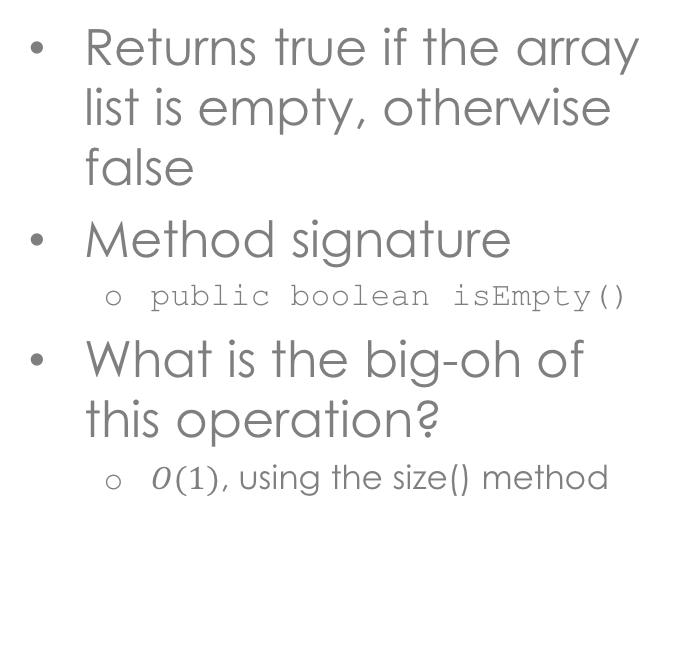 • Returns true if the array
list is empty, otherwise
false
• Method signature
o public boolean isEmpty()
• What is the big-oh of
this operation?
o 𝑂(1), using the size() method